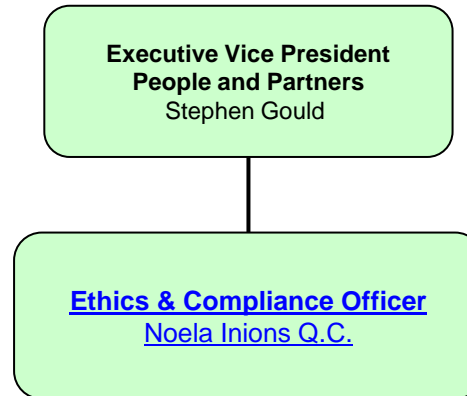 Executive Vice President
People and Partners
Stephen Gould
Ethics & Compliance Officer
Noela Inions Q.C.